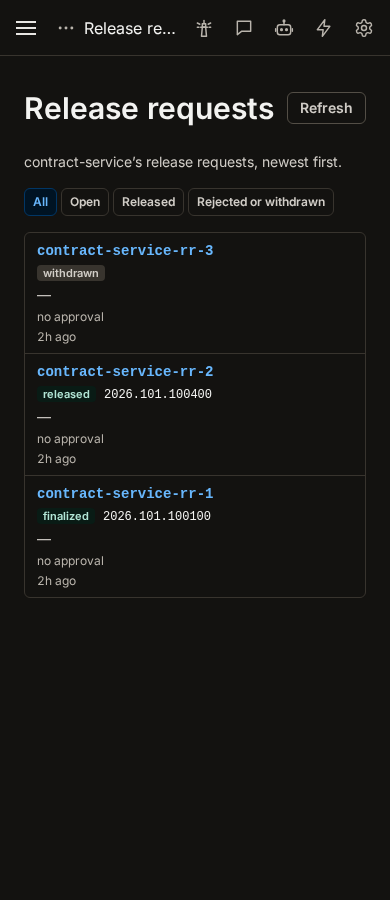 Release re...
Release requests
Refresh
contract-service’s release requests, newest first.
All
Open
Released
Rejected or withdrawn
contract-service-rr-3
withdrawn
—
no approval
2h ago
contract-service-rr-2
released 2026.101.100400
—
no approval
2h ago
contract-service-rr-1
finalized 2026.101.100100
—
no approval
2h ago